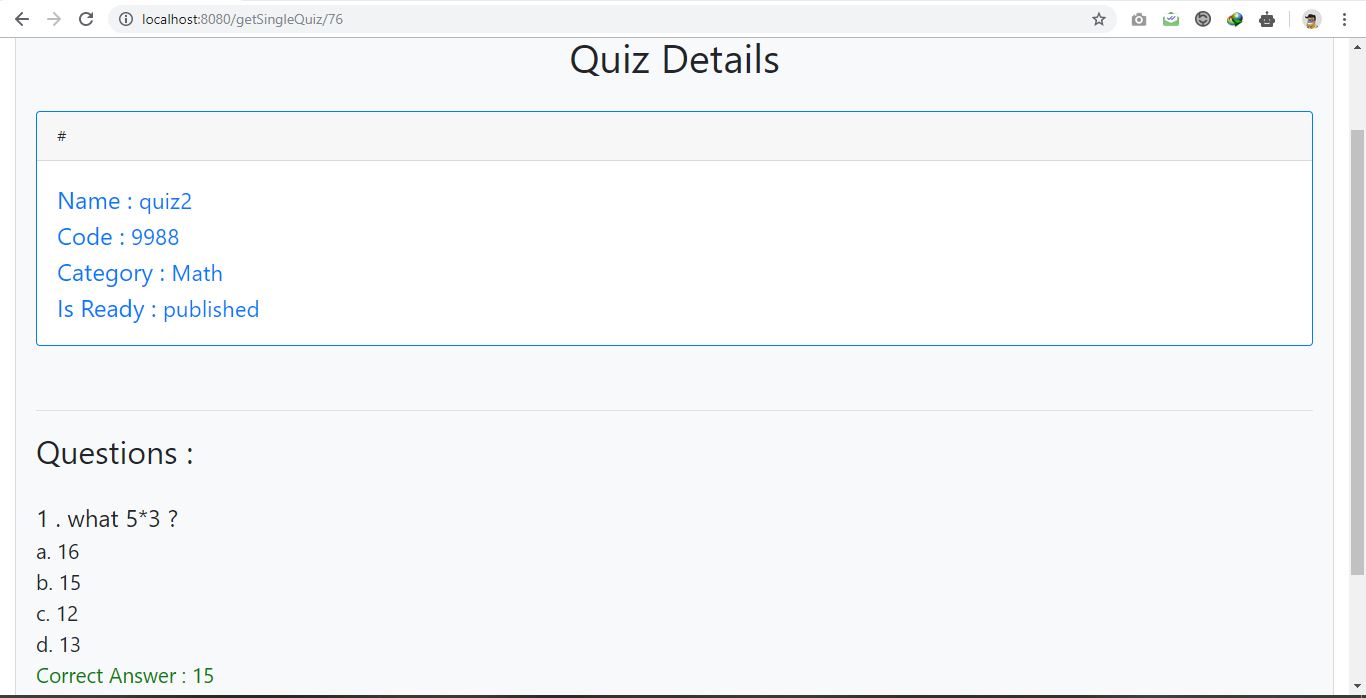 localhost:8080/getSingleQuiz/76
Quiz Details
#
Name : quiz2
Code : 9988
Category : Math
Is Ready : published
Questions :
1 . what 5*3 ?
a. 16
b. 15
c. 12
d. 13
Correct Answer : 15